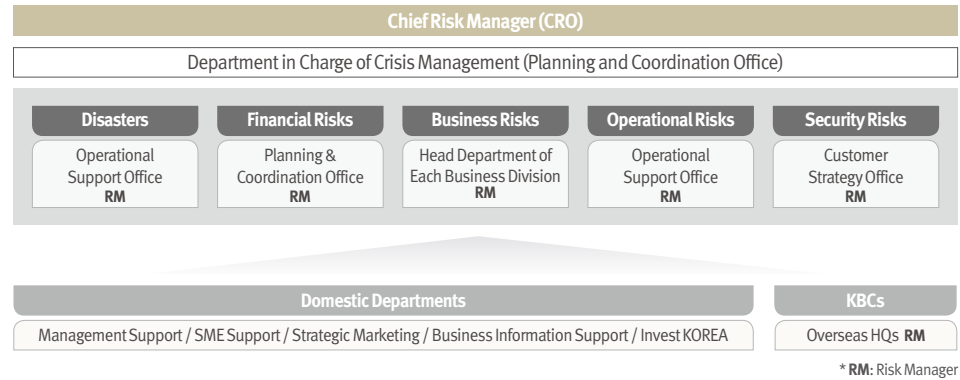 Chief Risk Manager (CRO)
Department in Charge of Crisis Management (Planning and Coordination Office)
Disasters
Operational
Support Office
RM
Financial Risks
Planning &
Coordination Office
RM
Business Risks
Head Department of
Each Business Division
RM
Operational Risks
Operational
Support Office
RM
Security Risks
Customer
Strategy Office
RM
Domestic Departments
Management Support / SME Support / Strategic Marketing / Business Information Support / Invest KOREA
KBCs
Overseas HQs RM
* RM: Risk Manager